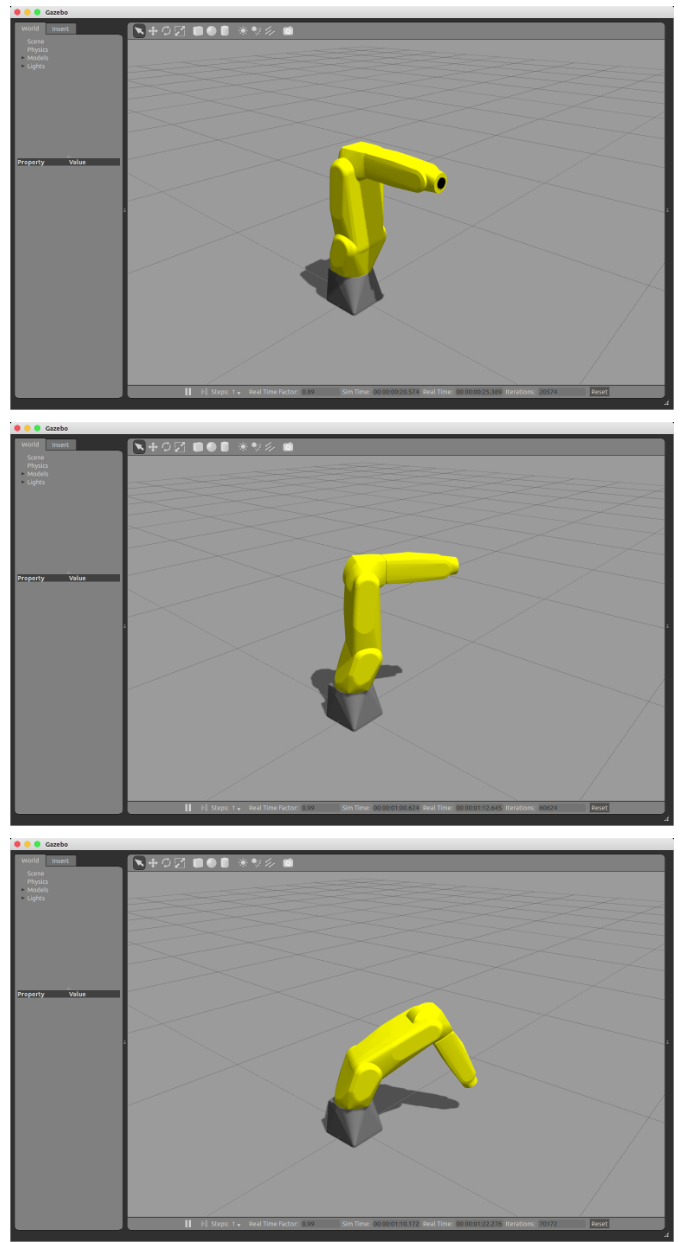 Gazebo
World Insert
Scene
Physics
Models
Lights
Property Value
Steps: 1 Real Time Factor: 0.89 Sim Time: 00 00:00:20.574 Real Time: 00 00:00:25.389 Iterations: 20574 Reset
Gazebo
World Insert
Scene
Physics
Models
Lights
Property Value
Steps: 1 Real Time Factor: 0.99 Sim Time: 00 00:01:00.624 Real Time: 00 00:01:12.645 Iterations: 60624 Reset
Gazebo
World Insert
Scene
Physics
Models
Lights
Property Value
Steps: 1 Real Time Factor: 0.99 Sim Time: 00 00:01:10.172 Real Time: 00 00:01:22.276 Iterations: 70172 Reset